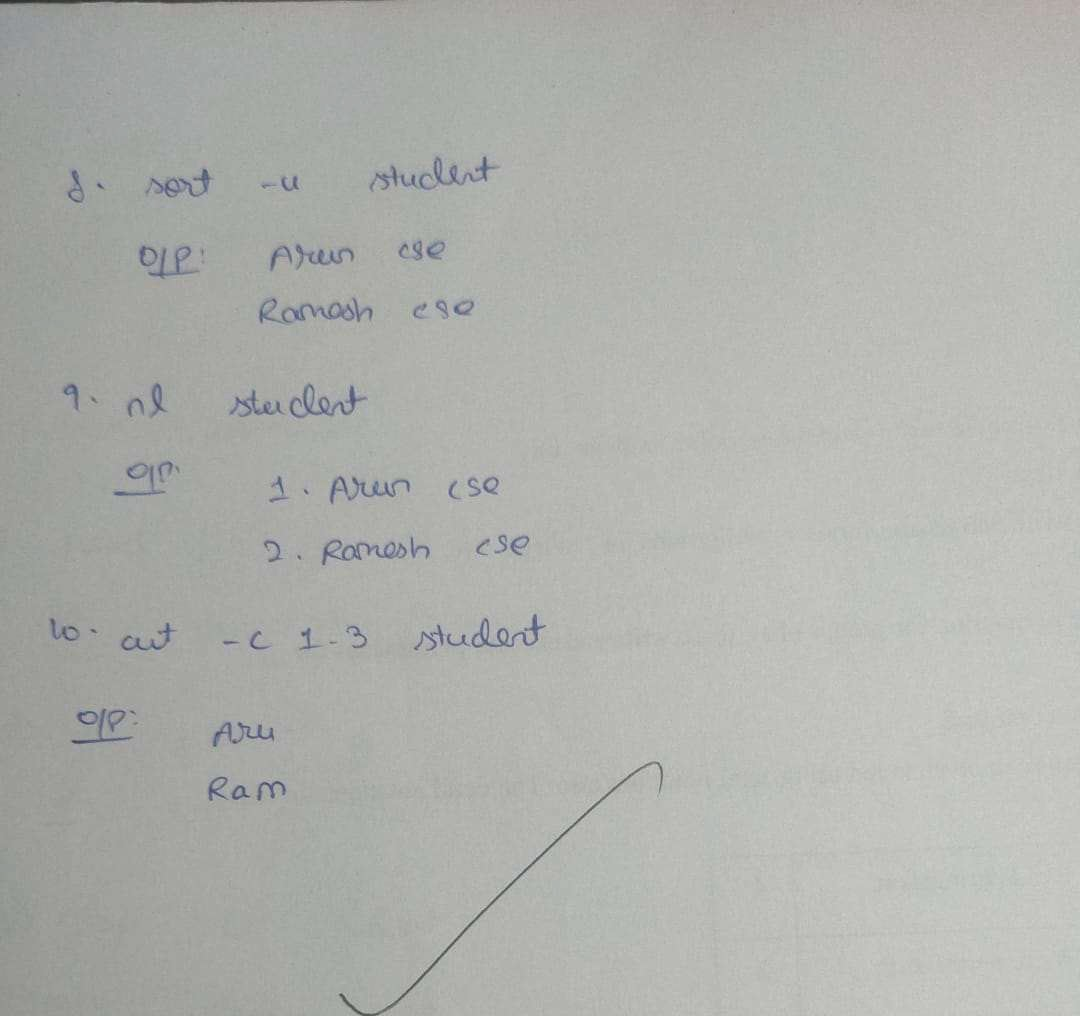 8. sort -u student
O/P: Arun cse
Ramesh cse
9. nl student
O/P:
1. Arun cse
2. Ramesh cse
10. cut -c 1-3 student
O/P: Aru
Ram